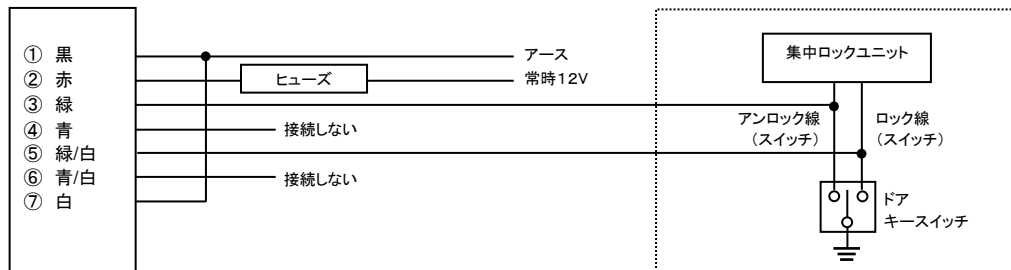 ① 黒
② 赤
③ 緑
④ 青
⑤ 緑/白
⑥ 青/白
⑦ 白
アース
ヒューズ
常時12V
接続しない
接続しない
集中ロックユニット
アンロック線
（スイッチ）
ロック線
（スイッチ）
ドア
キースイッチ